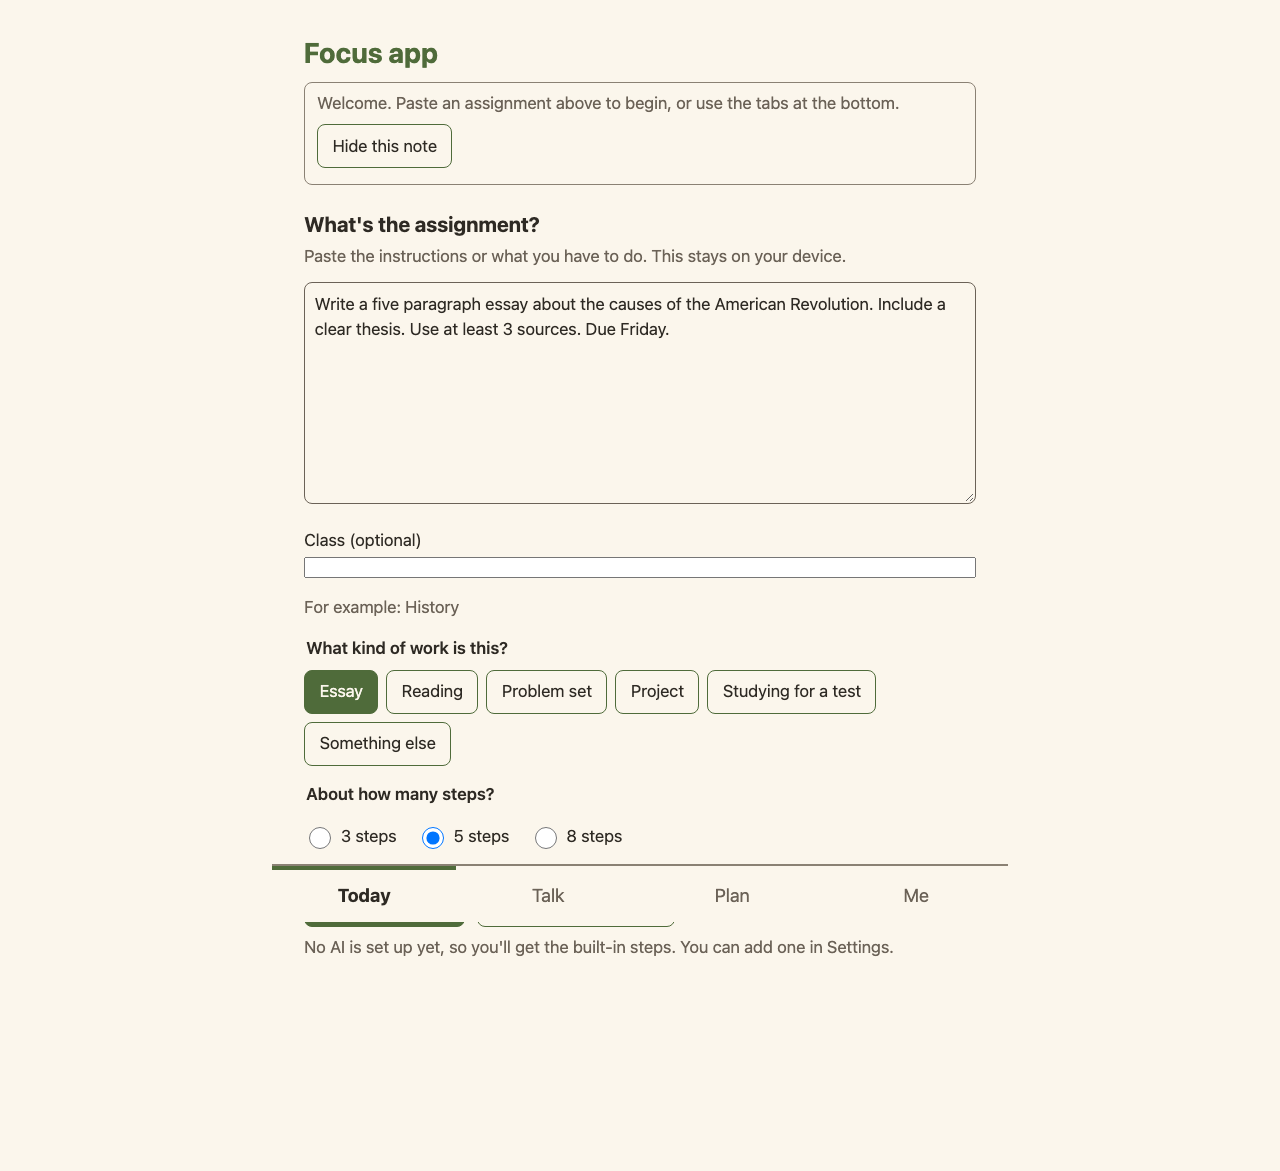 Focus app
Welcome. Paste an assignment above to begin, or use the tabs at the bottom.
Hide this note
What's the assignment?
Paste the instructions or what you have to do. This stays on your device.
Write a five paragraph essay about the causes of the American Revolution. Include a
clear thesis. Use at least 3 sources. Due Friday.
Class (optional)
For example: History
What kind of work is this?
Essay Reading Problem set Project Studying for a test
Something else
About how many steps?
3 steps 5 steps 8 steps
Today Talk Plan Me
No AI is set up yet, so you'll get the built-in steps. You can add one in Settings.